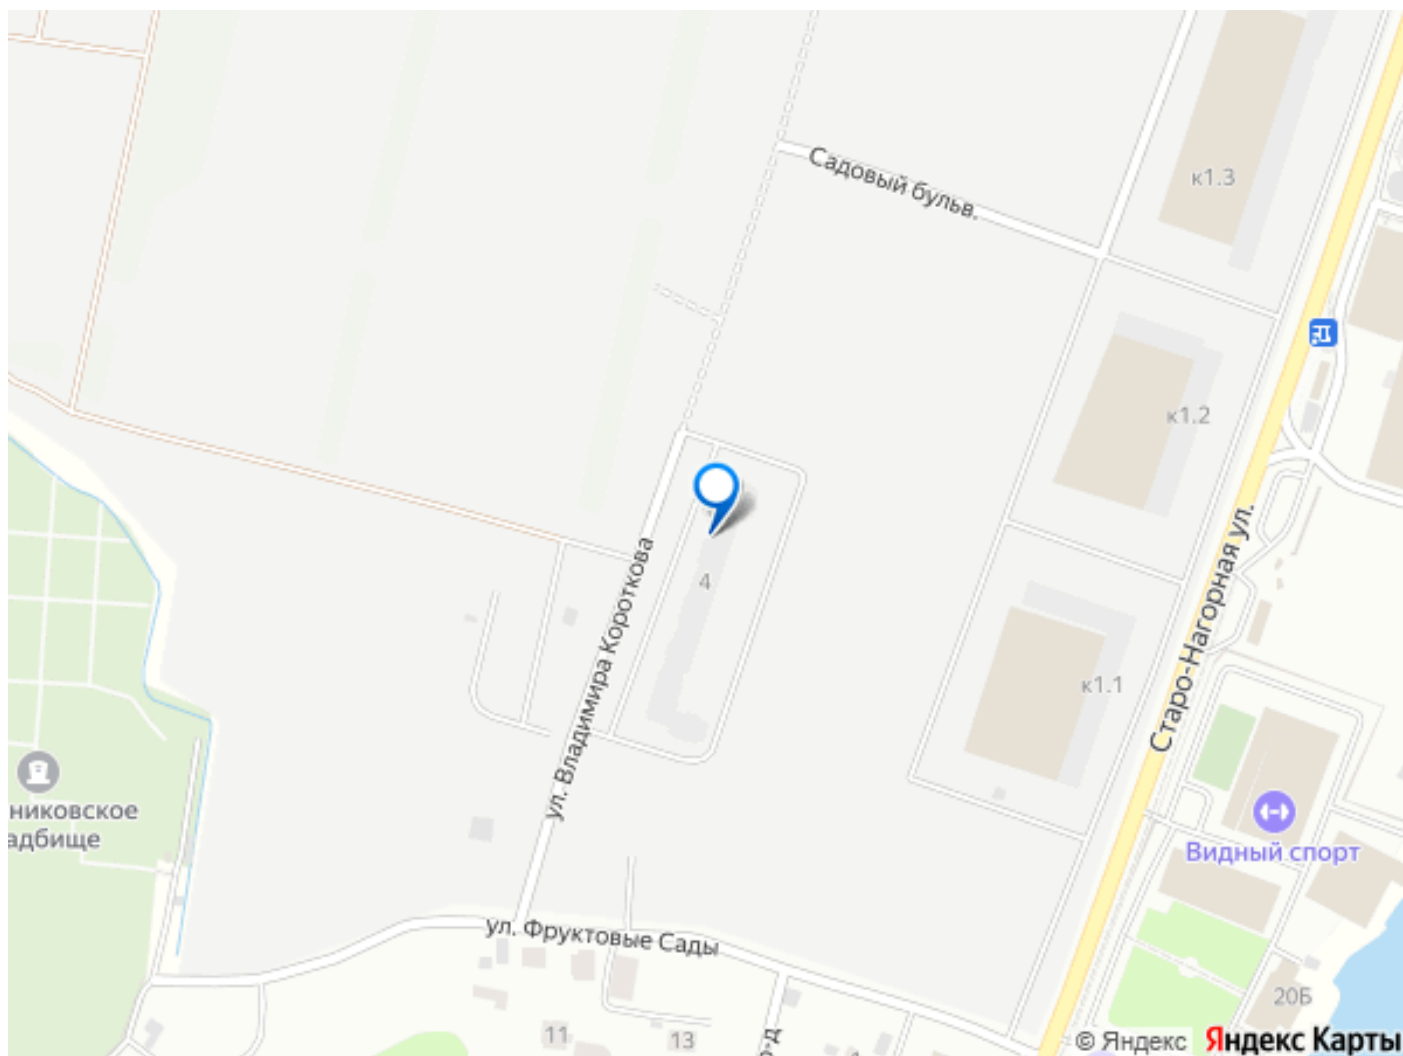 Садовый бульв.
к1.3
к1.2
ул. Владимира Короткова
4
к1.1
Старо-Нагорная ул.
никовское
адбище
Видный спорт
ул. Фруктовые Сады
20Б
11
13
о-д
© Яндекс Яндекс Карты